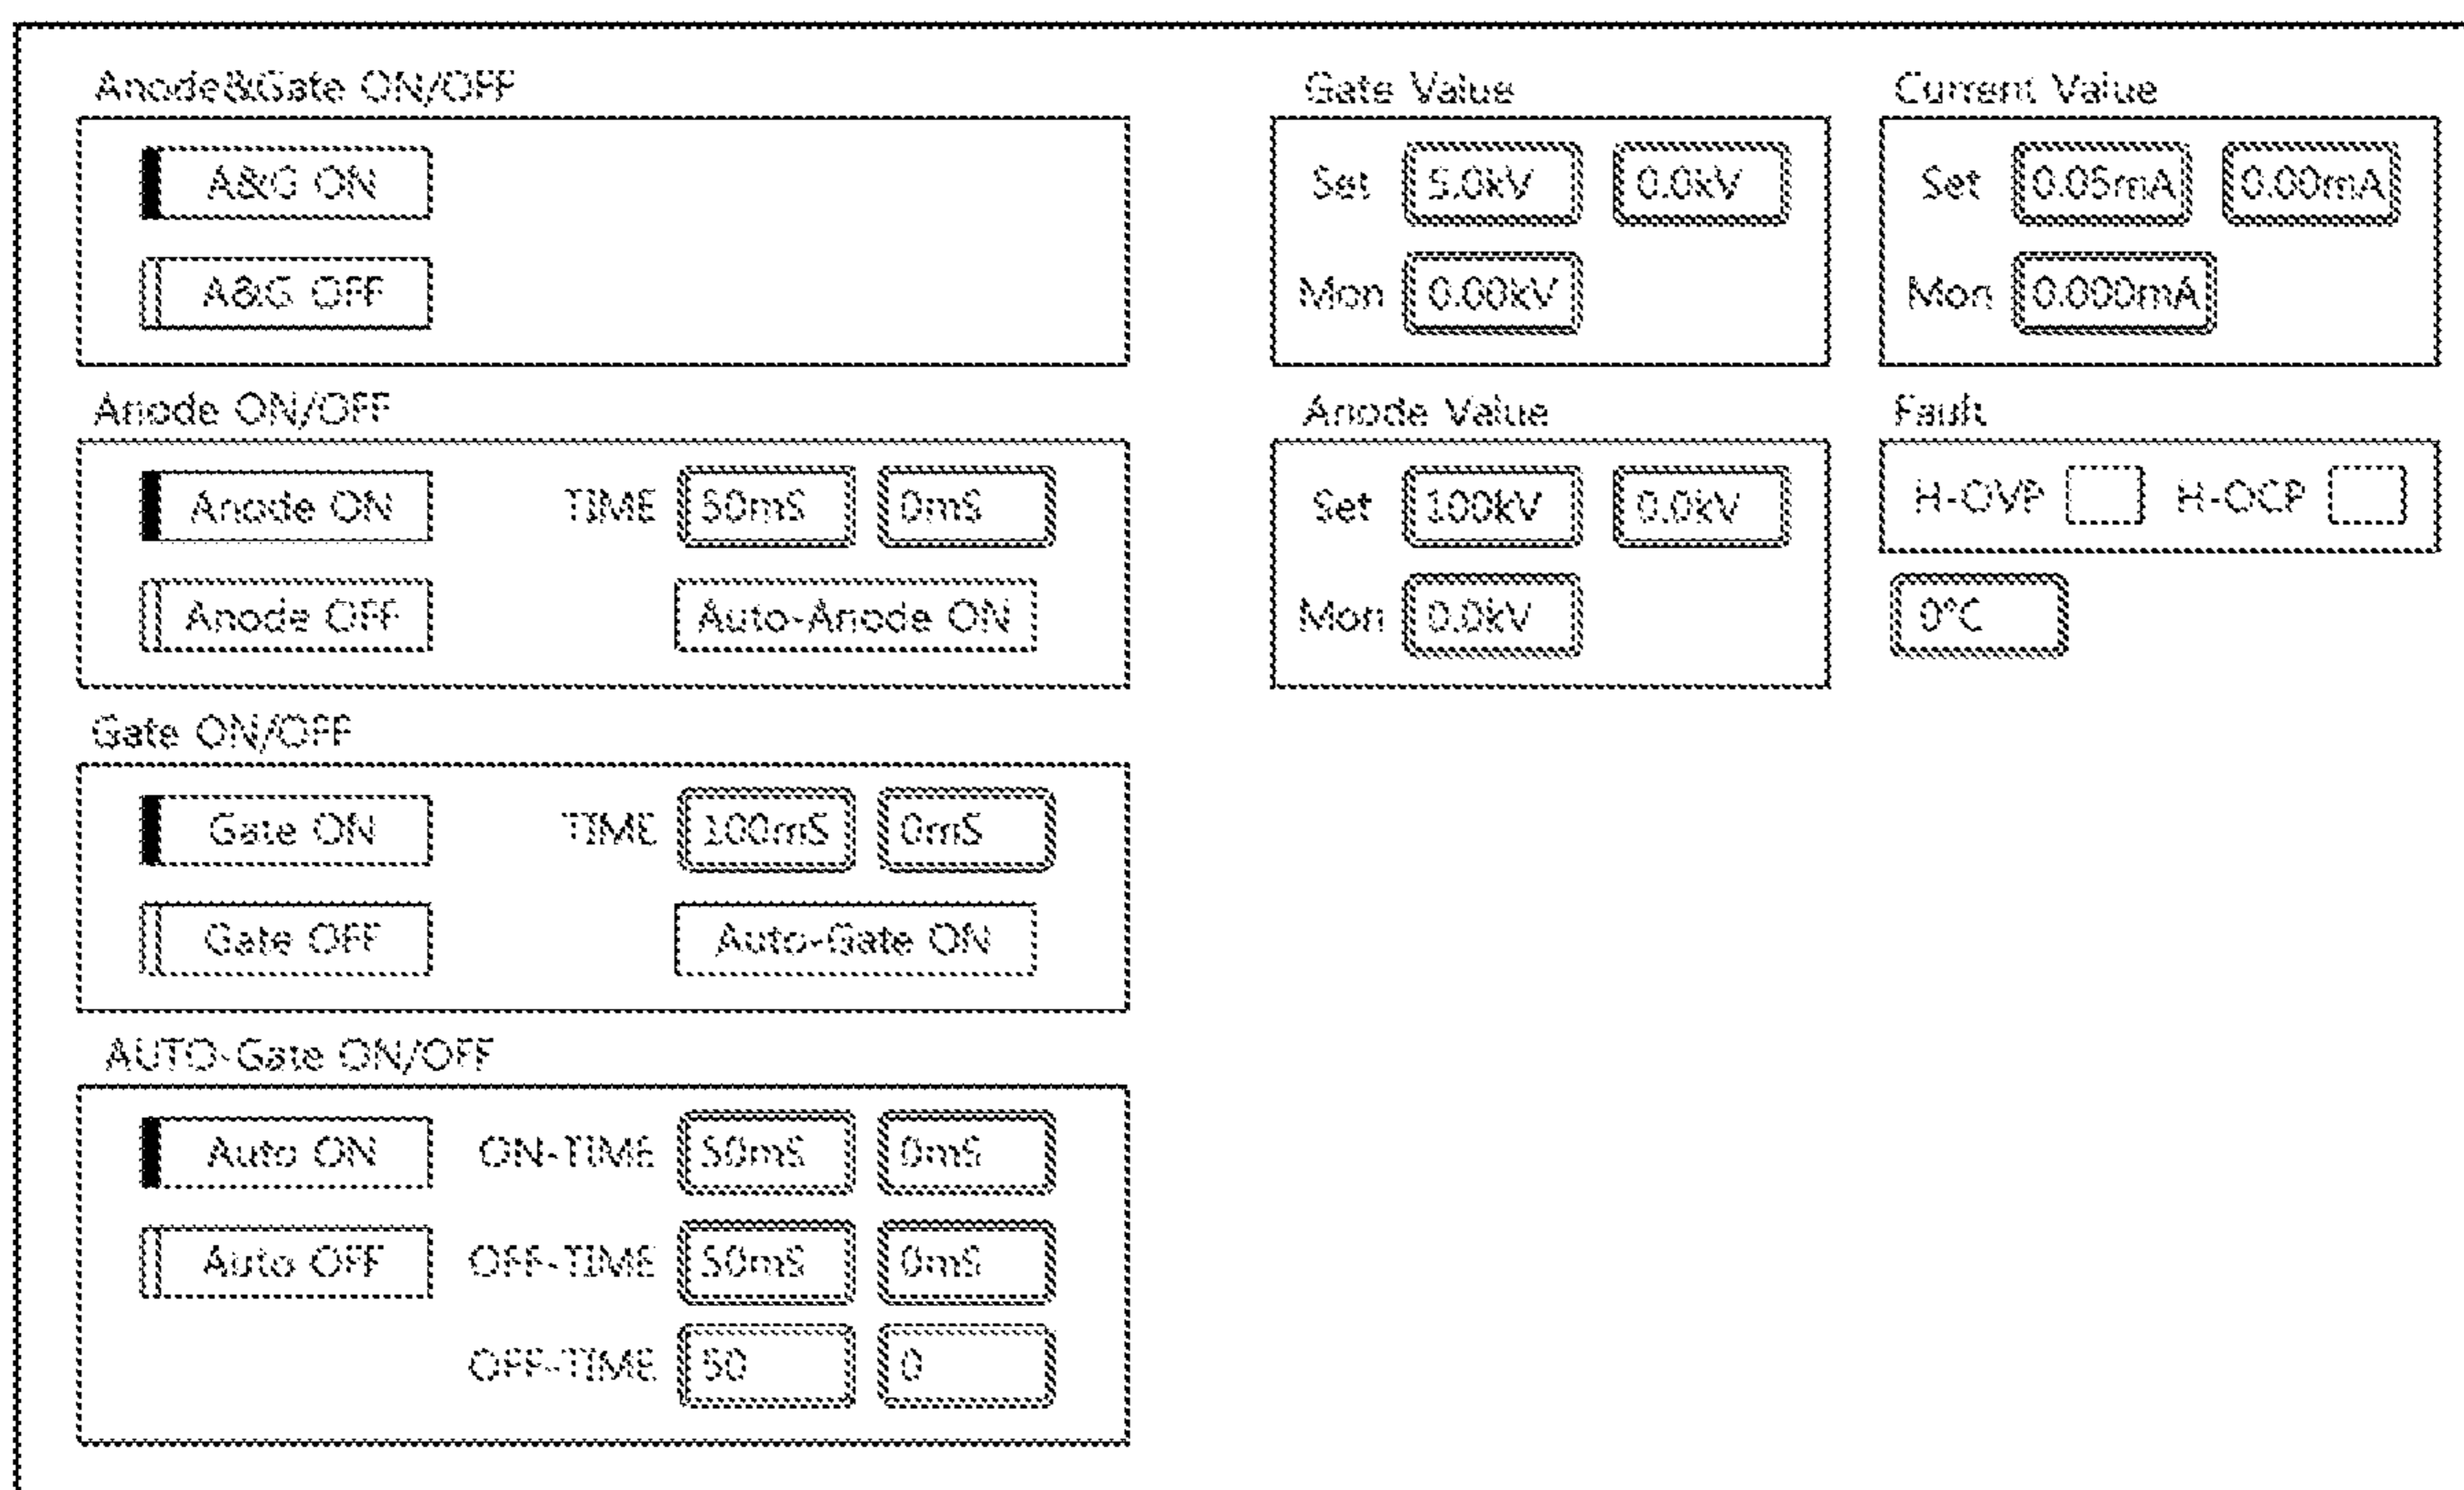 Anode&Gate ON/OFF
A&G ON
A&G OFF
Anode ON/OFF
Anode ON TIME 50mS 0mS
Anode OFF Auto-Anode ON
Gate ON/OFF
Gate ON TIME 100mS 0mS
Gate OFF Auto-Gate ON
AUTO-Gate ON/OFF
Auto ON ON-TIME 50mS 0mS
Auto OFF OFF-TIME 50mS 0mS
OFF-TIME 50 0
Gate Value
Set 5.0kV 0.0kV
Mon 0.00kV
Current Value
Set 0.05mA 0.00mA
Mon 0.000mA
Anode Value
Set 100kV 0.0kV
Mon 0.0kV
Fault
H-OVP H-OCP
0°C